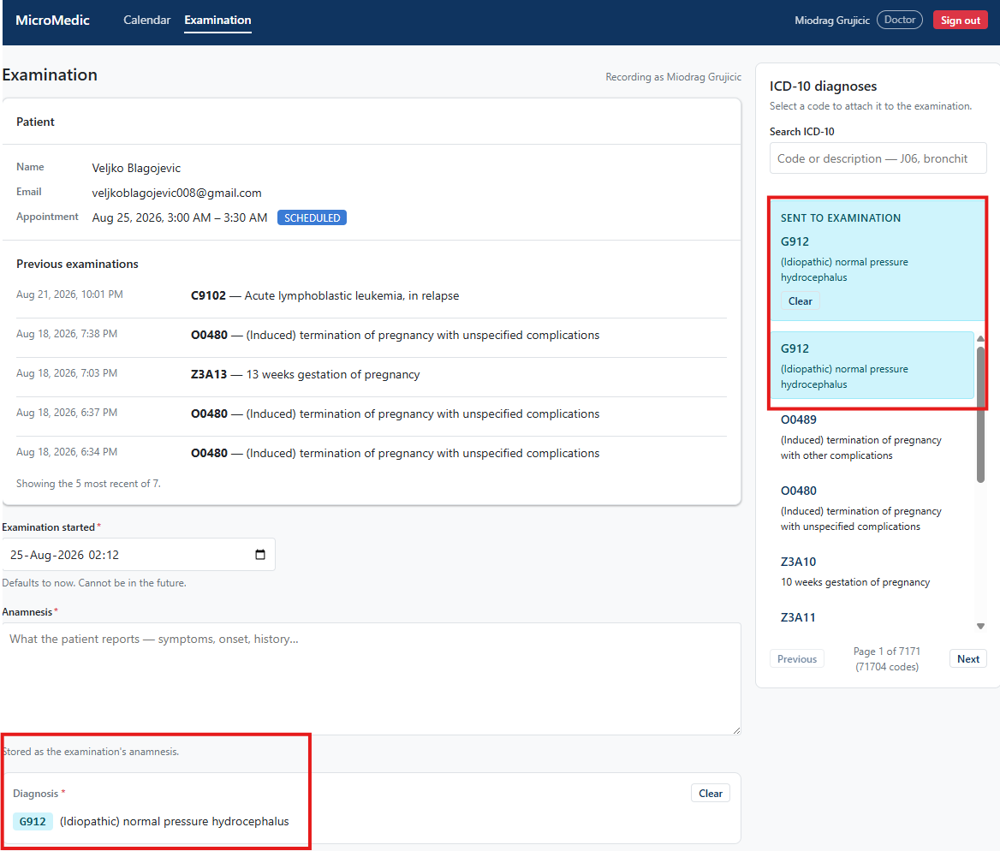 MicroMedic Calendar Examination Miodrag Grujicic Doctor Sign out
Examination
Recording as Miodrag Grujicic
Patient
Name Veljko Blagojevic
Email veljkoblagojevic008@gmail.com
Appointment Aug 25, 2026, 3:00 AM – 3:30 AM SCHEDULED
Previous examinations
Aug 21, 2026, 10:01 PM C9102 — Acute lymphoblastic leukemia, in relapse
Aug 18, 2026, 7:38 PM O0480 — (Induced) termination of pregnancy with unspecified complications
Aug 18, 2026, 7:03 PM Z3A13 — 13 weeks gestation of pregnancy
Aug 18, 2026, 6:37 PM O0480 — (Induced) termination of pregnancy with unspecified complications
Aug 18, 2026, 6:34 PM O0480 — (Induced) termination of pregnancy with unspecified complications
Showing the 5 most recent of 7.
Examination started *
25-Aug-2026 02:12
Defaults to now. Cannot be in the future.
Anamnesis *
What the patient reports — symptoms, onset, history...
Stored as the examination's anamnesis.
Diagnosis *
Clear
G912 (Idiopathic) normal pressure hydrocephalus
ICD-10 diagnoses
Select a code to attach it to the examination.
Search ICD-10
Code or description — J06, bronchit
SENT TO EXAMINATION
G912
(Idiopathic) normal pressure
hydrocephalus
Clear
G912
(Idiopathic) normal pressure
hydrocephalus
O0489
(Induced) termination of pregnancy
with other complications
O0480
(Induced) termination of pregnancy
with unspecified complications
Z3A10
10 weeks gestation of pregnancy
Z3A11
Previous
Page 1 of 7171
(71704 codes)
Next